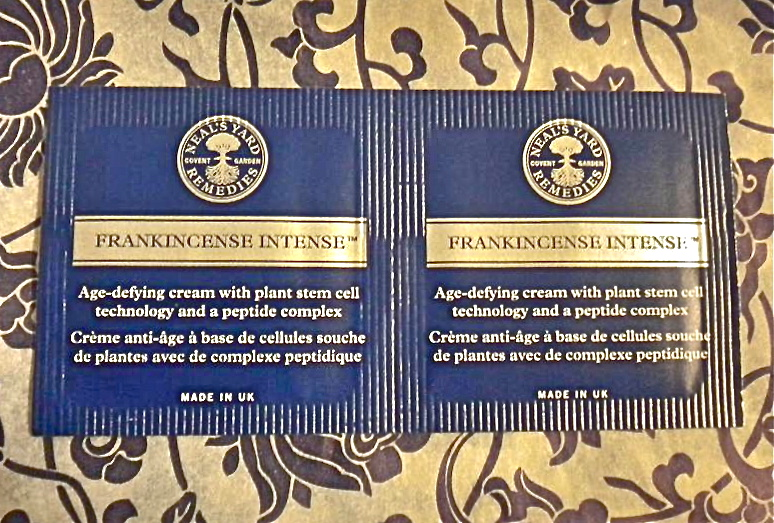 NEAL'S YARD
COVENT GARDEN
REMEDIES
FRANKINCENSE INTENSE™
Age-defying cream with plant stem cell
technology and a peptide complex
Crème anti-âge à base de cellules souche
de plantes avec de complexe peptidique
MADE IN UK
NEAL'S YARD
COVENT GARDEN
REMEDIES
FRANKINCENSE INTENSE™
Age-defying cream with plant stem cell
technology and a peptide complex
Crème anti-âge à base de cellules souche
de plantes avec de complexe peptidique
MADE IN UK